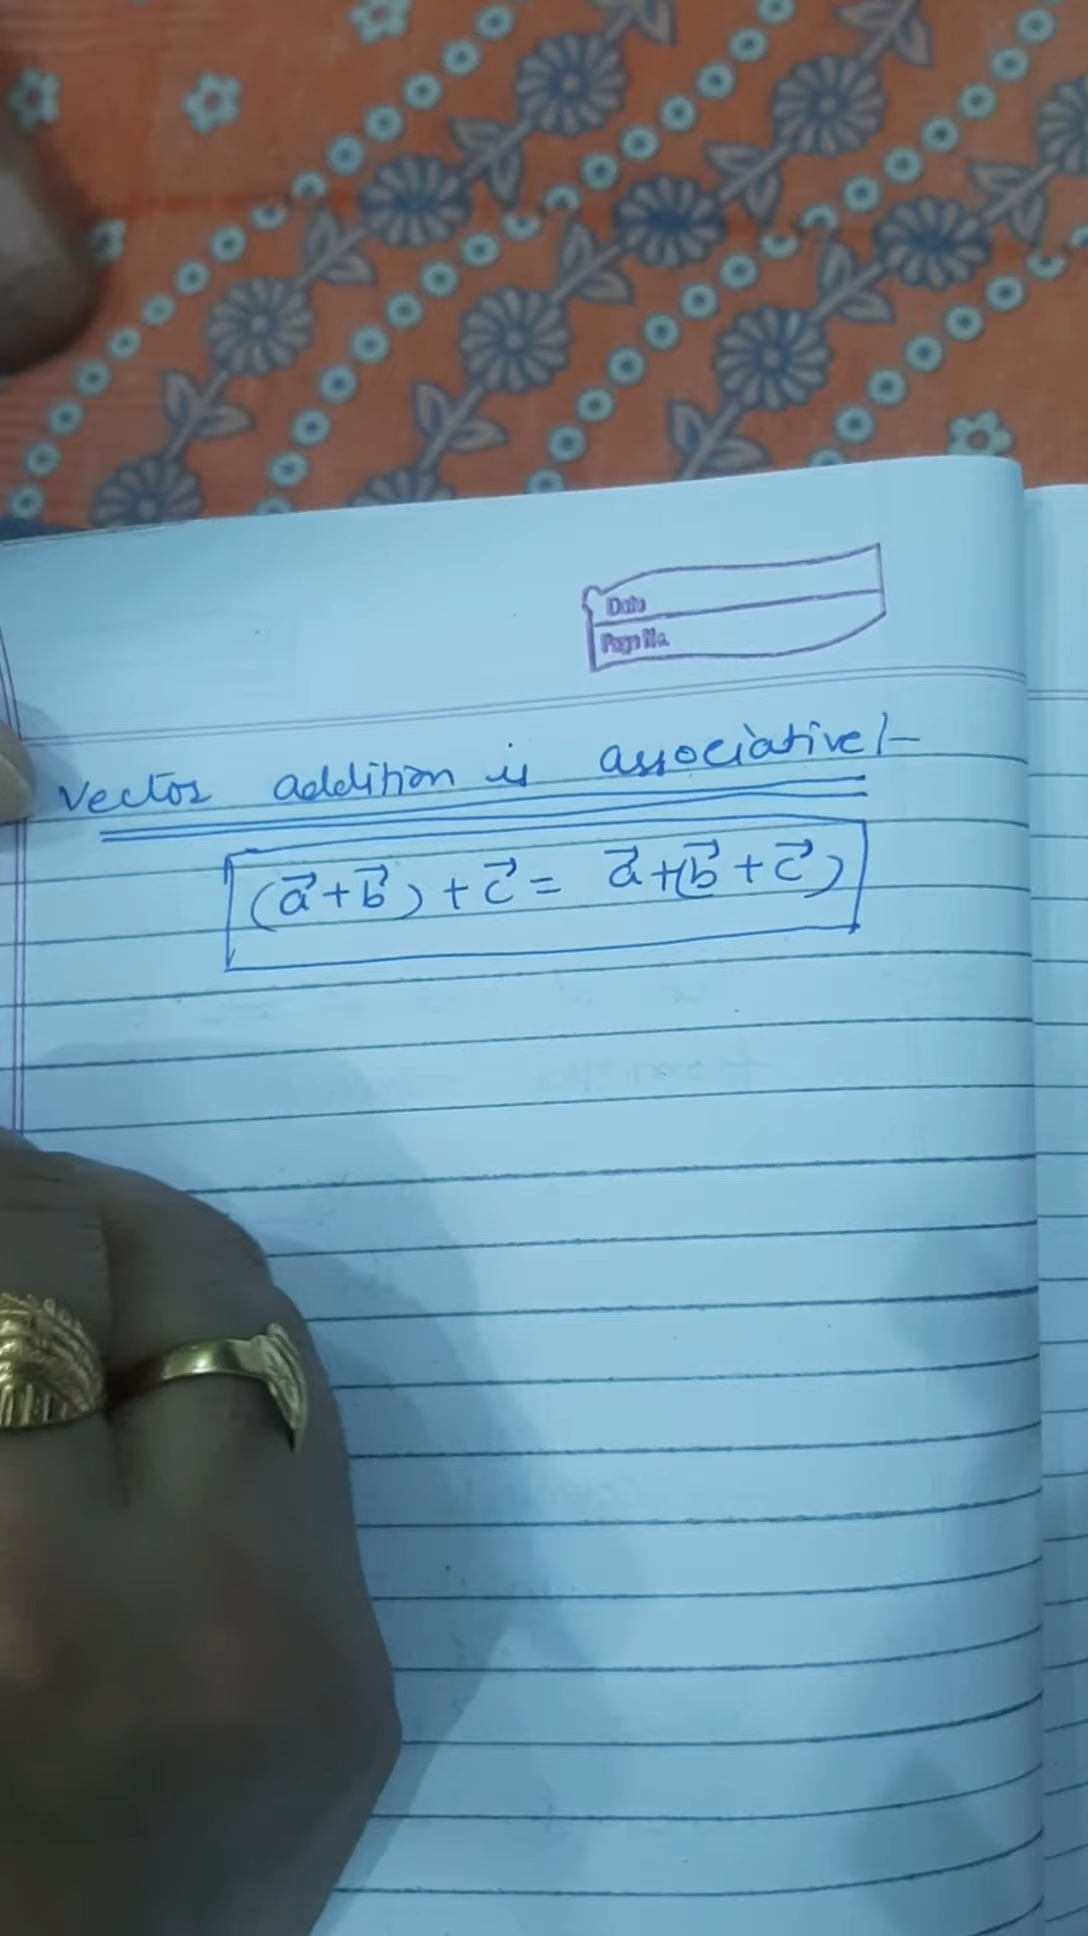 Date
Page No.
Vector addition is associative:-
(a⃗+b⃗)+c⃗ = a⃗+(b⃗+c⃗)